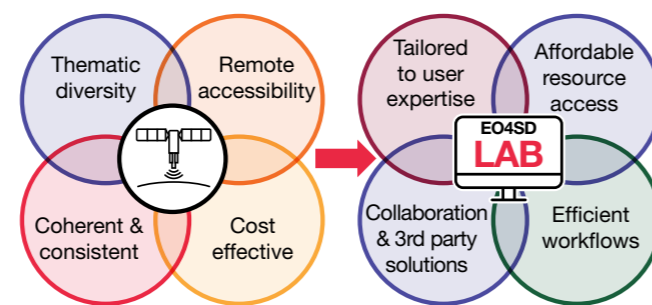 Thematic
diversity
Remote
accessibility
Coherent &
consistent
Cost
effective
Tailored
to user
expertise
Affordable
resource
access
EO4SD
LAB
Collaboration
& 3rd party
solutions
Efficient
workflows